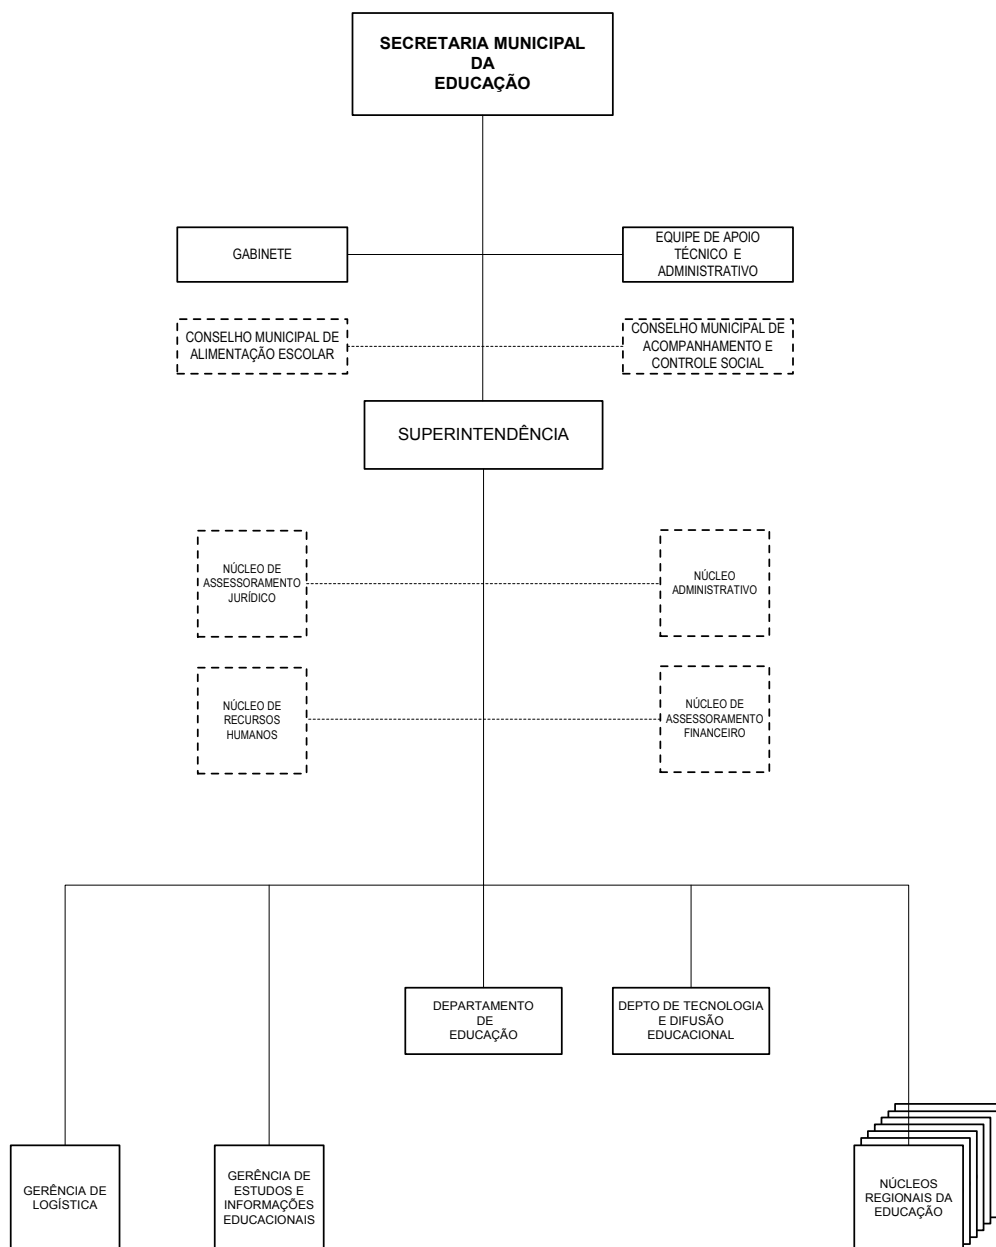 SECRETARIA MUNICIPAL
DA
EDUCAÇÃO
GABINETE
EQUIPE DE APOIO
TÉCNICO E
ADMINISTRATIVO
CONSELHO MUNICIPAL DE
ALIMENTAÇÃO ESCOLAR
CONSELHO MUNICIPAL DE
ACOMPANHAMENTO E
CONTROLE SOCIAL
SUPERINTENDÊNCIA
NÚCLEO DE
ASSESSORAMENTO
JURÍDICO
NÚCLEO
ADMINISTRATIVO
NÚCLEO DE
RECURSOS
HUMANOS
NÚCLEO DE
ASSESSORAMENTO
FINANCEIRO
DEPARTAMENTO
DE
EDUCAÇÃO
DEPTO DE TECNOLOGIA
E DIFUSÃO
EDUCACIONAL
GERÊNCIA DE
LOGÍSTICA
GERÊNCIA DE
ESTUDOS E
INFORMAÇÕES
EDUCACIONAIS
NÚCLEOS
REGIONAIS DA
EDUCAÇÃO